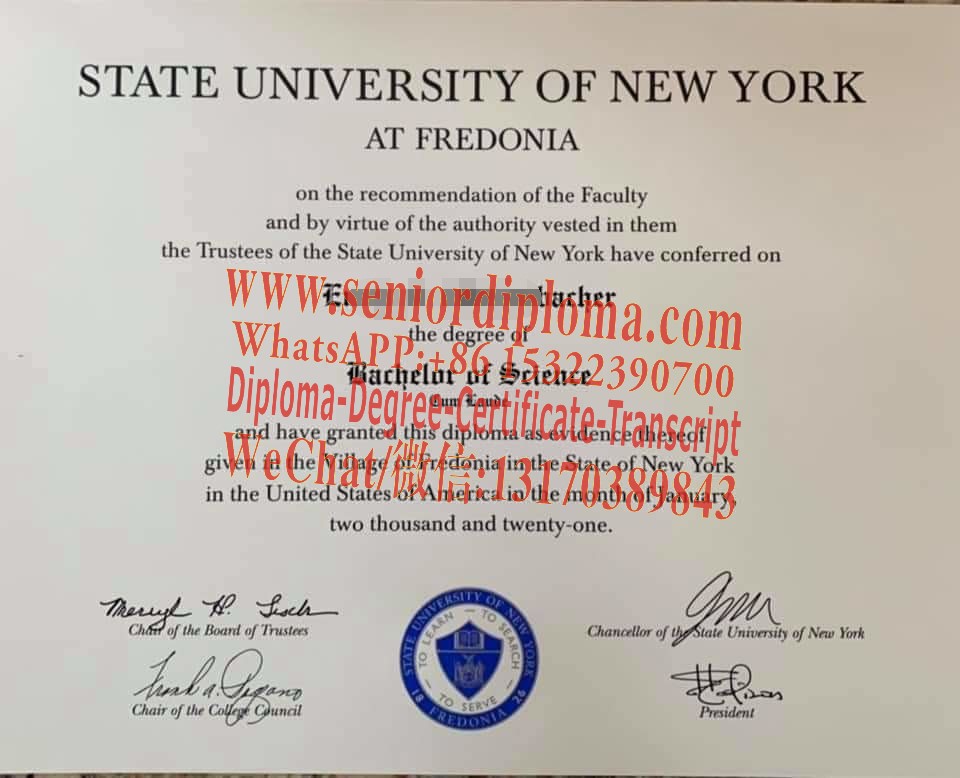 STATE UNIVERSITY OF NEW YORK
AT FREDONIA
on the recommendation of the Faculty
and by virtue of the authority vested in them
the Trustees of the State University of New York have conferred on
www.seniordiploma.com
the degree of
WhatsAPP:+86 15322390700
Bachelor of Science
Cum Laude
Diploma-Degree-Certificate-Transcript
and have granted this diploma as evidence thereof
given in the Village of Fredonia in the State of New York
WeChat/微信:13170389843
in the United States of America in the month of January,
two thousand and twenty-one.
Chair of the Board of Trustees
Chancellor of the State University of New York
Chair of the College Council
President
STATE UNIVERSITY OF NEW YORK
TO LEARN — TO SEARCH — TO SERVE
18 FREDONIA 26